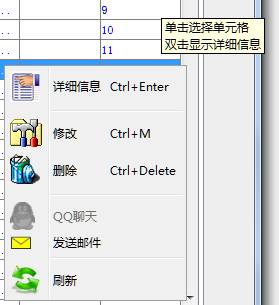 .. 9
.. 10
.. 11
单击选择单元格
双击显示详细信息
详细信息 Ctrl+Enter
修改 Ctrl+M
删除 Ctrl+Delete
QQ聊天
发送邮件
刷新